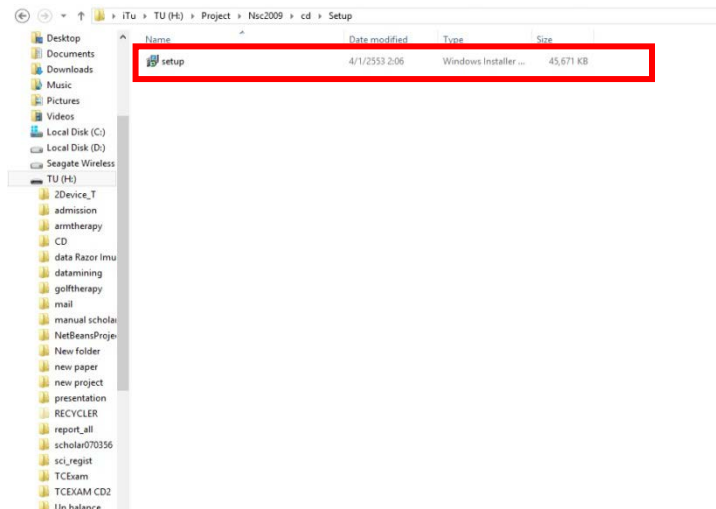 iTu ▸ TU (H:) ▸ Project ▸ Nsc2009 ▸ cd ▸ Setup
Name Date modified Type Size
setup 4/1/2553 2:06 Windows Installer ... 45,671 KB
Desktop
Documents
Downloads
Music
Pictures
Videos
Local Disk (C:)
Local Disk (D:)
Seagate Wireless
TU (H:)
2Device_T
admission
armtherapy
CD
data Razor Imu
datamining
golftherapy
mail
manual scholar
NetBeansProje
New folder
new paper
new project
presentation
RECYCLER
report_all
scholar070356
sci_regist
TCExam
TCEXAM CD2
Up balance